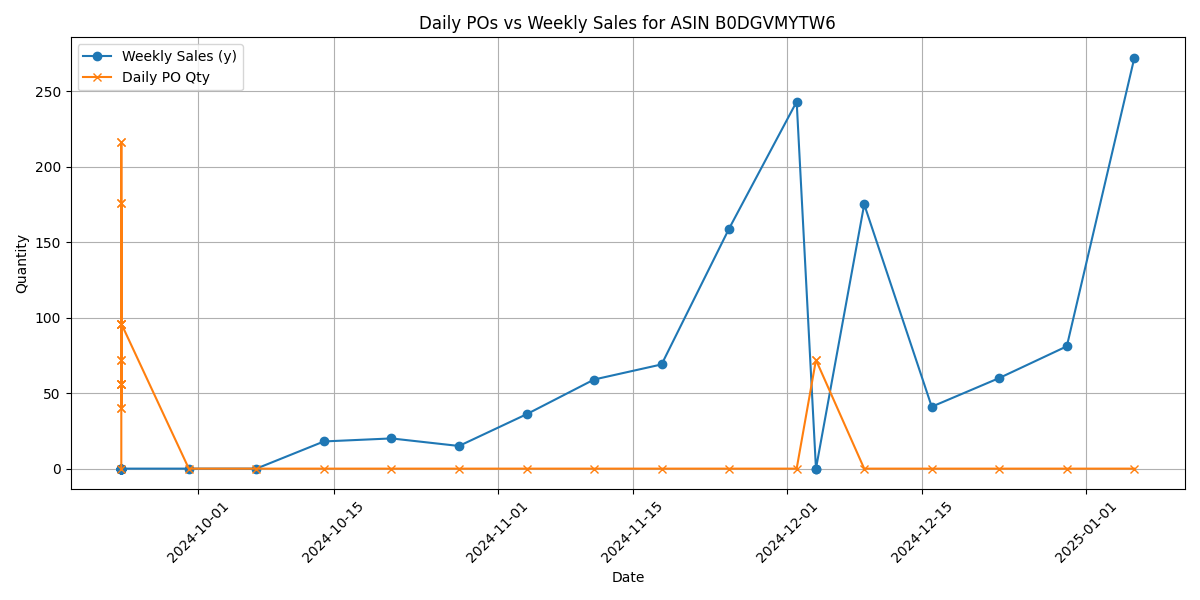 Daily POs vs Weekly Sales for ASIN B0DGVMYTW6
Weekly Sales (y)
Daily PO Qty
Quantity
250
200
150
100
50
0
2024-10-01
2024-10-15
2024-11-01
2024-11-15
2024-12-01
2024-12-15
2025-01-01
Date